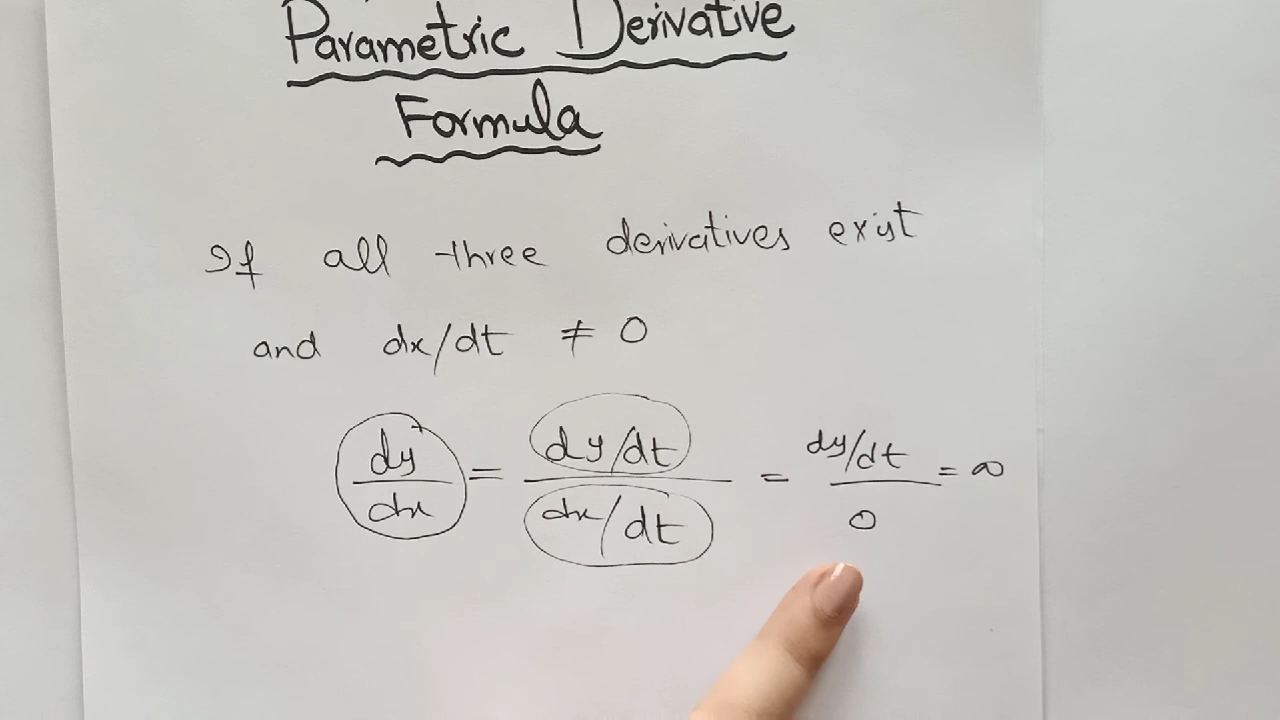 Parametric Derivative
Formula
If all three derivatives exist
and dx/dt ≠ 0
dy/dx = (dy/dt)/(dx/dt) = (dy/dt)/0 = ∞